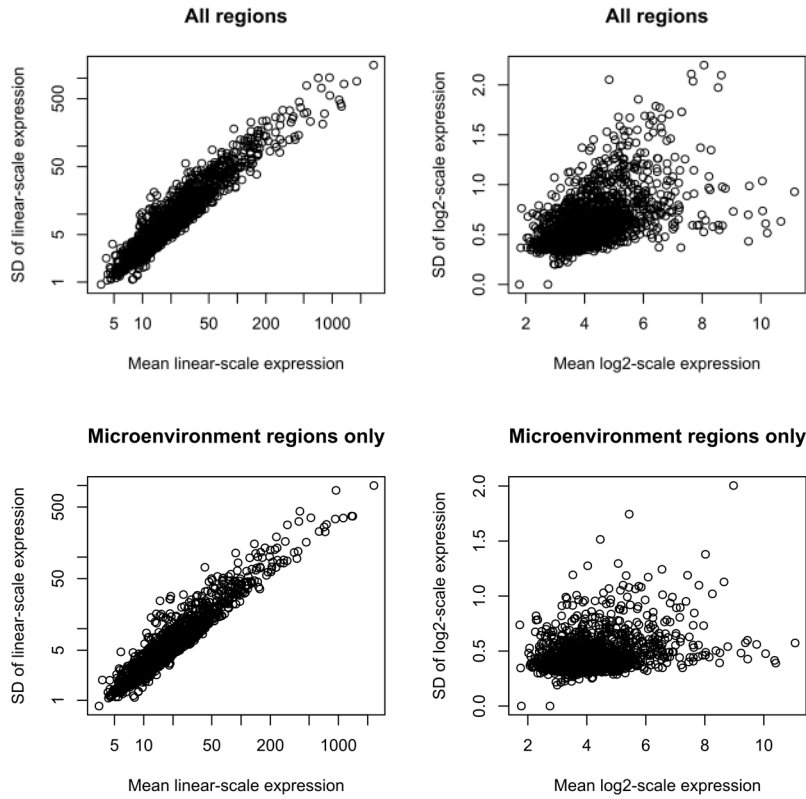 All regions
SD of linear-scale expression
500
50
5
1
5 10 50 200 1000
Mean linear-scale expression
All regions
SD of log2-scale expression
2.0
1.5
1.0
0.5
0.0
2 4 6 8 10
Mean log2-scale expression
Microenvironment regions only
SD of linear-scale expression
500
50
5
1
5 10 50 200 1000
Mean linear-scale expression
Microenvironment regions only
SD of log2-scale expression
2.0
1.5
1.0
0.5
0.0
2 4 6 8 10
Mean log2-scale expression